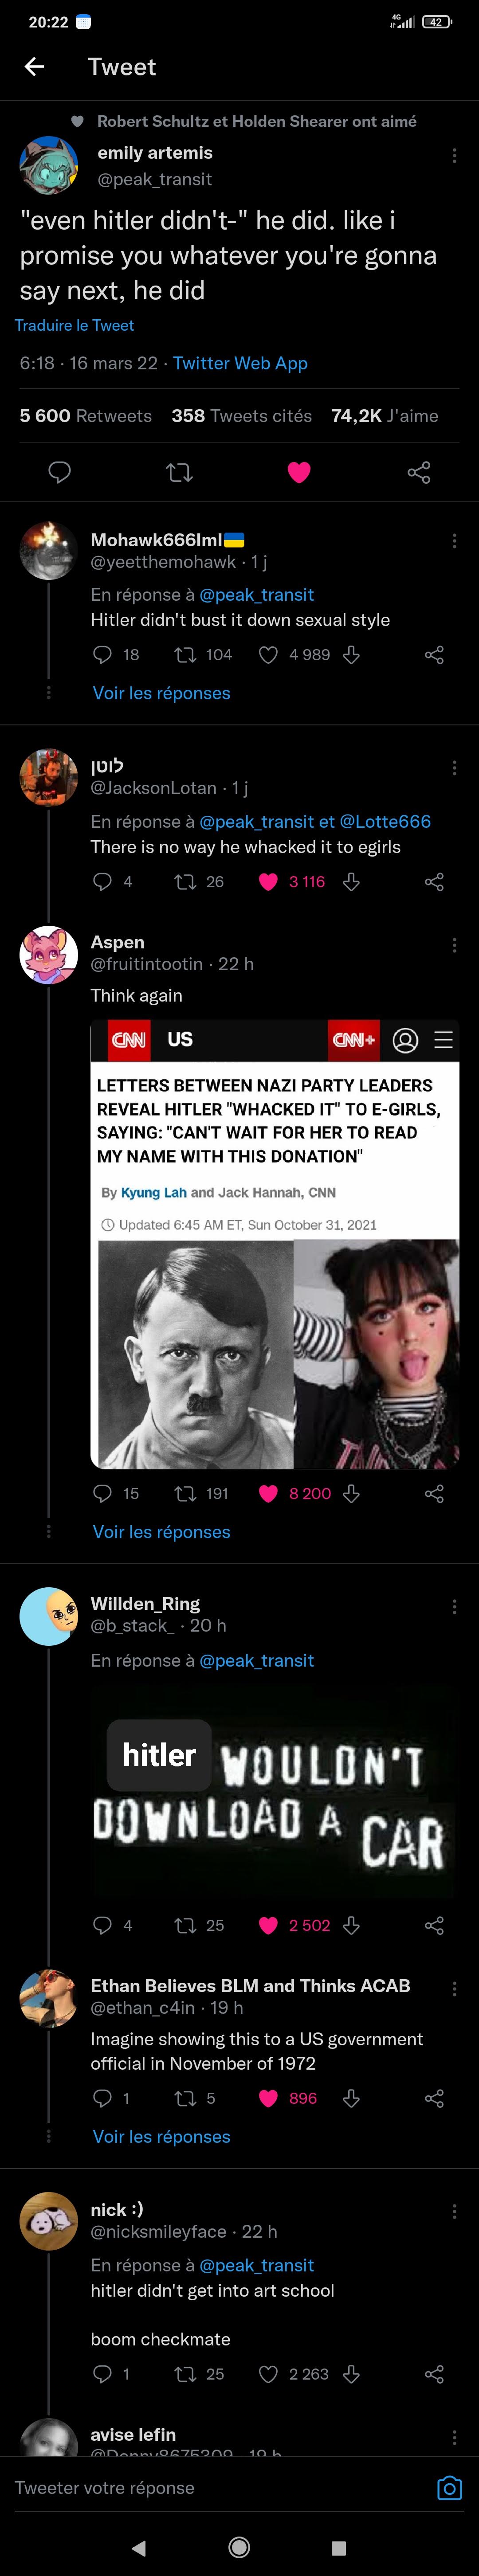 20:22
4G
42
Tweet
Robert Schultz et Holden Shearer ont aimé
emily artemis
@peak_transit
"even hitler didn't-" he did. like i
promise you whatever you're gonna
say next, he did
Traduire le Tweet
6:18 · 16 mars 22 · Twitter Web App
5 600 Retweets 358 Tweets cités 74,2K J'aime
Mohawk666lml🇺🇦
@yeetthemohawk · 1 j
En réponse à @peak_transit
Hitler didn't bust it down sexual style
18 104 4 989
Voir les réponses
לוטן
@JacksonLotan · 1 j
En réponse à @peak_transit et @Lotte666
There is no way he whacked it to egirls
4 26 3 116
Aspen
@fruitintootin · 22 h
Think again
CNN US CNN+
LETTERS BETWEEN NAZI PARTY LEADERS
REVEAL HITLER "WHACKED IT" TO E-GIRLS,
SAYING: "CAN'T WAIT FOR HER TO READ
MY NAME WITH THIS DONATION"
By Kyung Lah and Jack Hannah, CNN
Updated 6:45 AM ET, Sun October 31, 2021
15 191 8 200
Voir les réponses
Willden_Ring
@b_stack_ · 20 h
En réponse à @peak_transit
hitler WOULDN'T
DOWNLOAD A CAR
4 25 2 502
Ethan Believes BLM and Thinks ACAB
@ethan_c4in · 19 h
Imagine showing this to a US government
official in November of 1972
1 5 896
Voir les réponses
nick :)
@nicksmileyface · 22 h
En réponse à @peak_transit
hitler didn't get into art school
boom checkmate
1 25 2 263
avise lefin
@Donny8675309 · 19 h
Tweeter votre réponse